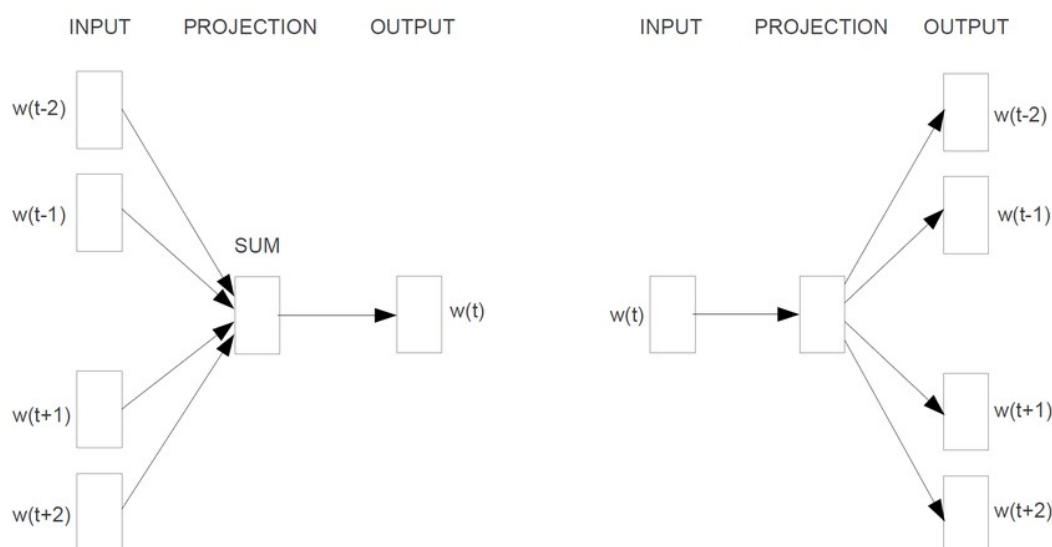 INPUT PROJECTION OUTPUT
w(t-2)
w(t-1)
SUM
w(t)
w(t+1)
w(t+2)
INPUT PROJECTION OUTPUT
w(t-2)
w(t-1)
w(t)
w(t+1)
w(t+2)